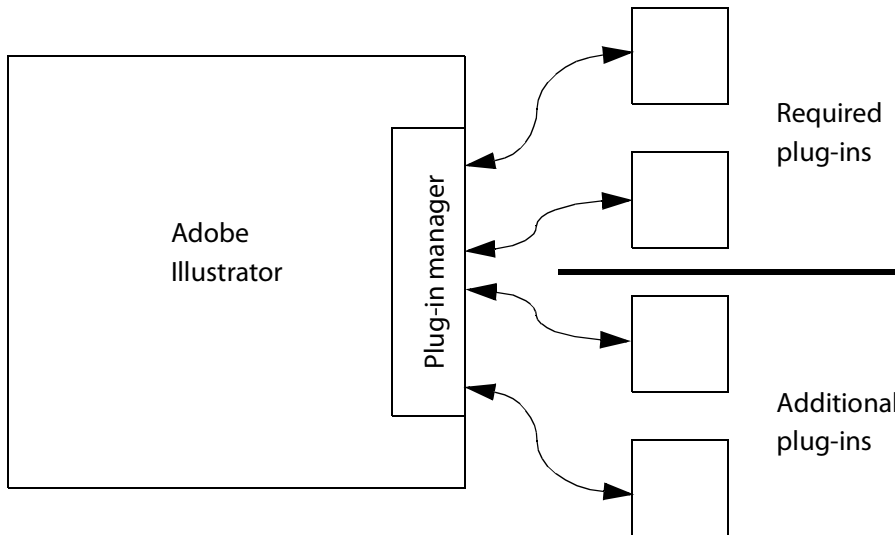 Adobe
Illustrator
Plug-in manager
Required
plug-ins
Additional
plug-ins